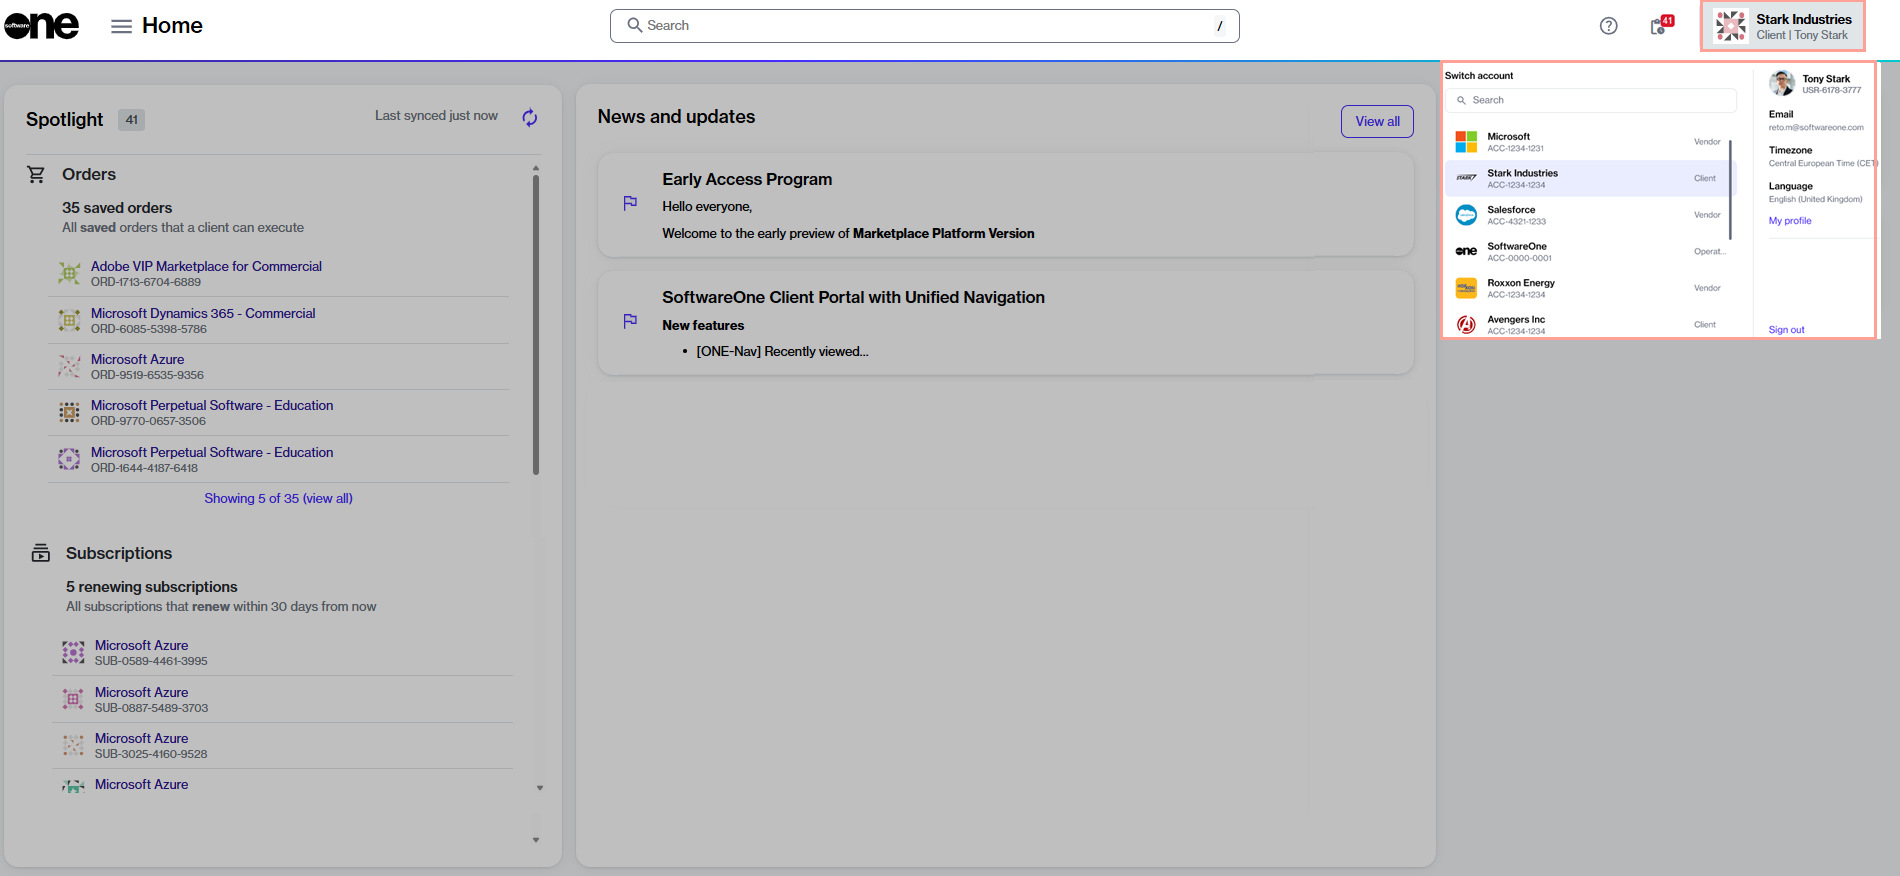 software
one
Home
Search
/
41
Stark Industries
Client | Tony Stark
Spotlight
41
Last synced just now
Orders
35 saved orders
All saved orders that a client can execute
Adobe VIP Marketplace for Commercial
ORD-1713-6704-6889
Microsoft Dynamics 365 - Commercial
ORD-6085-5398-5786
Microsoft Azure
ORD-9519-6535-9356
Microsoft Perpetual Software - Education
ORD-9770-0657-3506
Microsoft Perpetual Software - Education
ORD-1644-4187-6418
Showing 5 of 35 (view all)
Subscriptions
5 renewing subscriptions
All subscriptions that renew within 30 days from now
Microsoft Azure
SUB-0589-4461-3995
Microsoft Azure
SUB-0887-5489-3703
Microsoft Azure
SUB-3025-4160-9528
Microsoft Azure
News and updates
View all
Early Access Program
Hello everyone,
Welcome to the early preview of Marketplace Platform Version
SoftwareOne Client Portal with Unified Navigation
New features
• [ONE-Nav] Recently viewed...
Switch account
Search
Microsoft
ACC-1234-1231
Vendor
STARK
Stark Industries
ACC-1234-1234
Client
Salesforce
ACC-4321-1233
Vendor
one
SoftwareOne
ACC-0000-0001
Operat...
Roxxon Energy
ACC-1234-1234
Vendor
Avengers Inc
ACC-1234-1234
Client
Tony Stark
USR-6178-3777
Email
reto.m@softwareone.com
Timezone
Central European Time (CET)
Language
English (United Kingdom)
My profile
Sign out